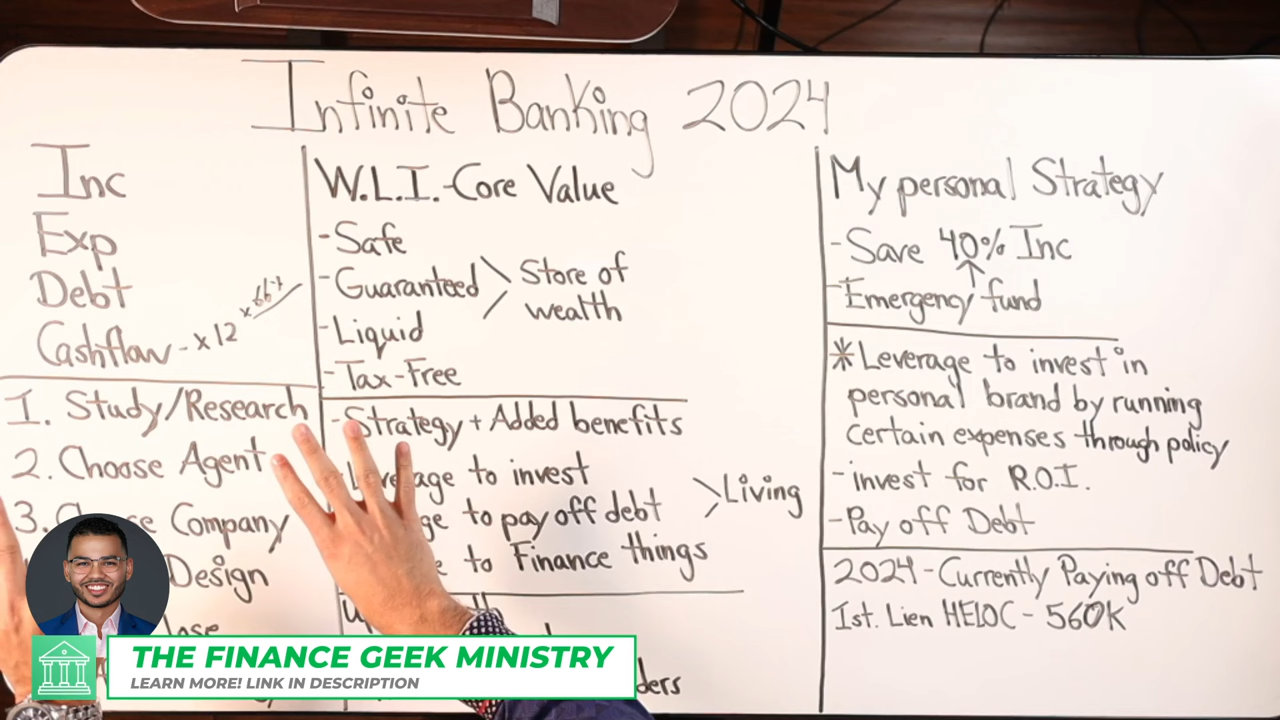 Infinite Banking 2024
Inc
Exp
Debt
Cashflow - x 12 x
1. Study/Research
2. Choose Agent
3. Company
Design
W.L.I. - Core Value
- Safe
- Guaranteed
- Liquid
- Tax-Free
Store of
wealth
- Strategy + Added benefits
to invest
to pay off debt
to Finance things
Living
My personal Strategy
- Save 40% Inc
- Emergency fund
* Leverage to invest in
personal brand by running
certain expenses through policy
- invest for R.O.I.
- Pay off Debt
2024 - Currently Paying off Debt
1st. Lien HELOC - 560K
THE FINANCE GEEK MINISTRY
LEARN MORE! LINK IN DESCRIPTION